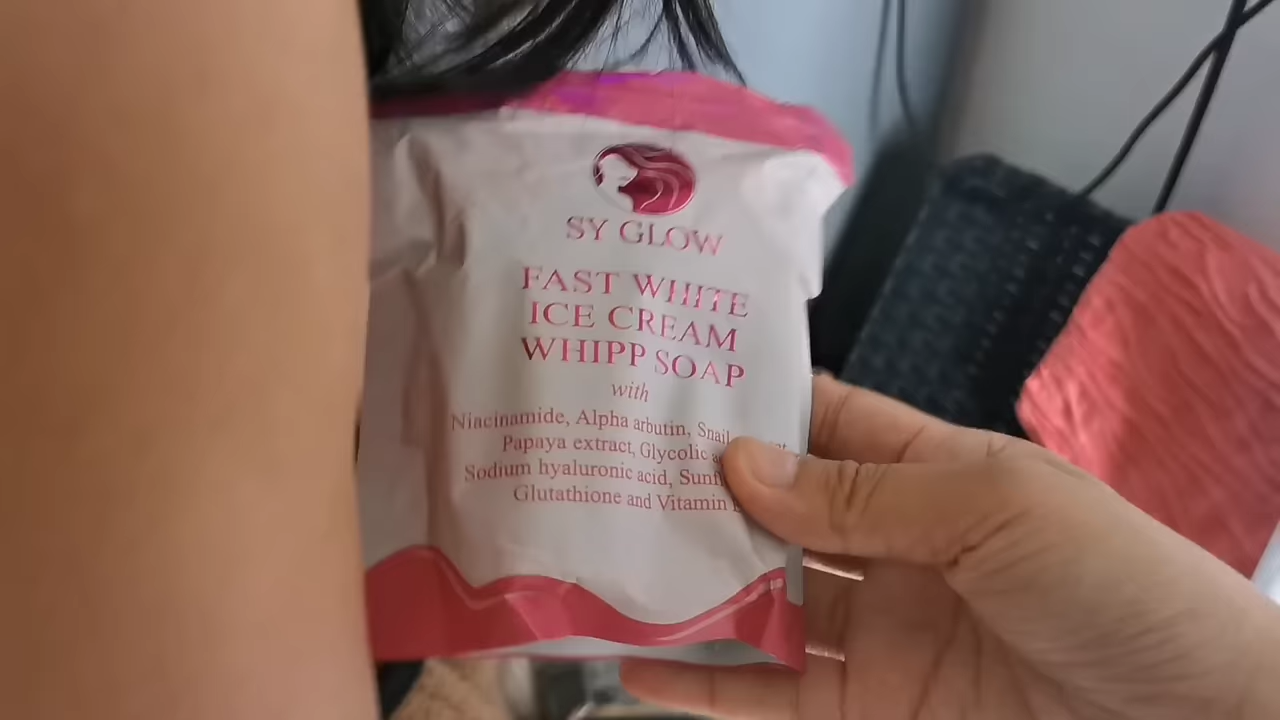 SY GLOW
FAST WHITE
ICE CREAM
WHIPP SOAP
with
Niacinamide, Alpha arbutin, Snail
Papaya extract, Glycolic
Sodium hyaluronic acid,
Glutathione and Vitamin